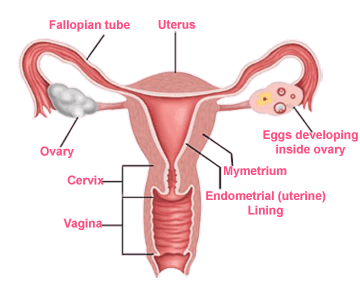 Fallopian tube
Uterus
Ovary
Eggs developing
inside ovary
Cervix
Mymetrium
Endometrial (uterine)
Lining
Vagina